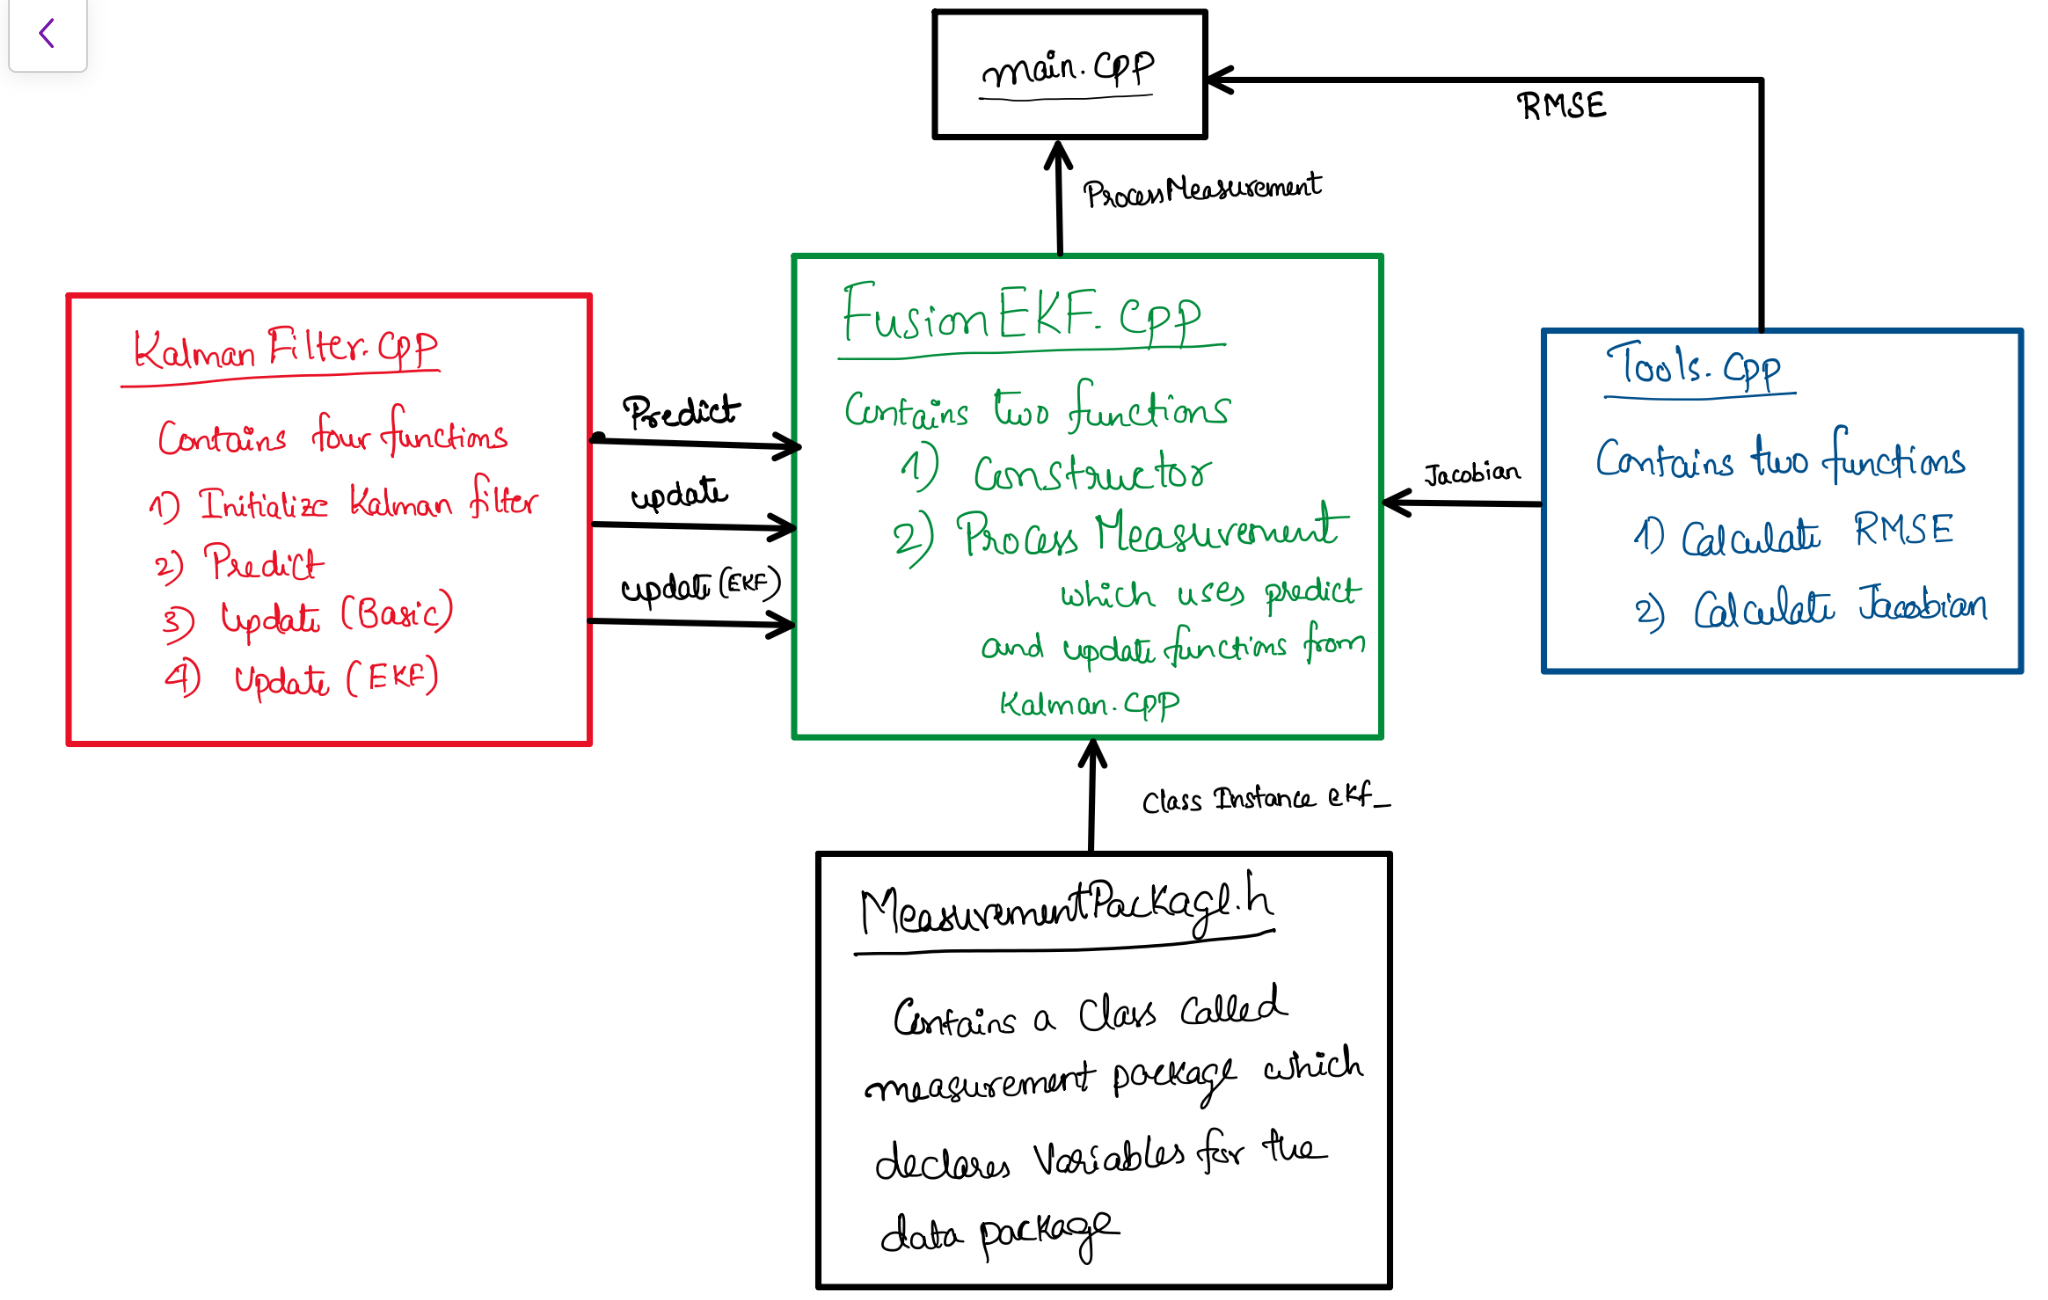 main.cpp
RMSE
ProcessMeasurement
Kalman Filter.cpp
Contains four functions
1) Initialize Kalman filter
2) Predict
3) Update (Basic)
4) Update (EKF)
Predict
update
update (EKF)
FusionEKF.cpp
Contains two functions
1) Constructor
2) Process Measurement
which uses predict
and update functions from
Kalman.cpp
Jacobian
Tools.cpp
Contains two functions
1) Calculate RMSE
2) Calculate Jacobian
Class Instance ekf_
MeasurementPackage.h
Contains a Class Called
measurement package which
declares Variables for the
data package